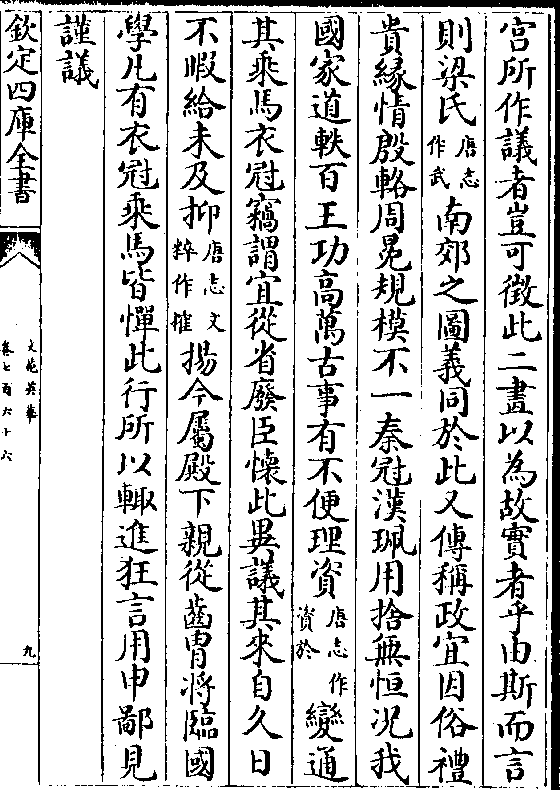 宫所作議者豈可徵此二畫以為故實者乎由斯而言
則梁氏唐志作武南郊之圖義同於此又傳稱政宜因俗禮
貴緣情殷輅周冕規模不一秦冠漢珮用捨無恒况我
國家道軼百王功高萬古事有不便理資唐志作資於變通
其乘馬衣冠竊謂宜從省廢臣懷此異議其來自久日
不暇給未及抑唐志文粹作搉揚今屬殿下親從齒胄將臨國
學凡有衣冠乘馬皆憚此行所以輙進狂言用申鄙見
謹議
欽定四庫全書
文苑英華
卷七百六十六
九